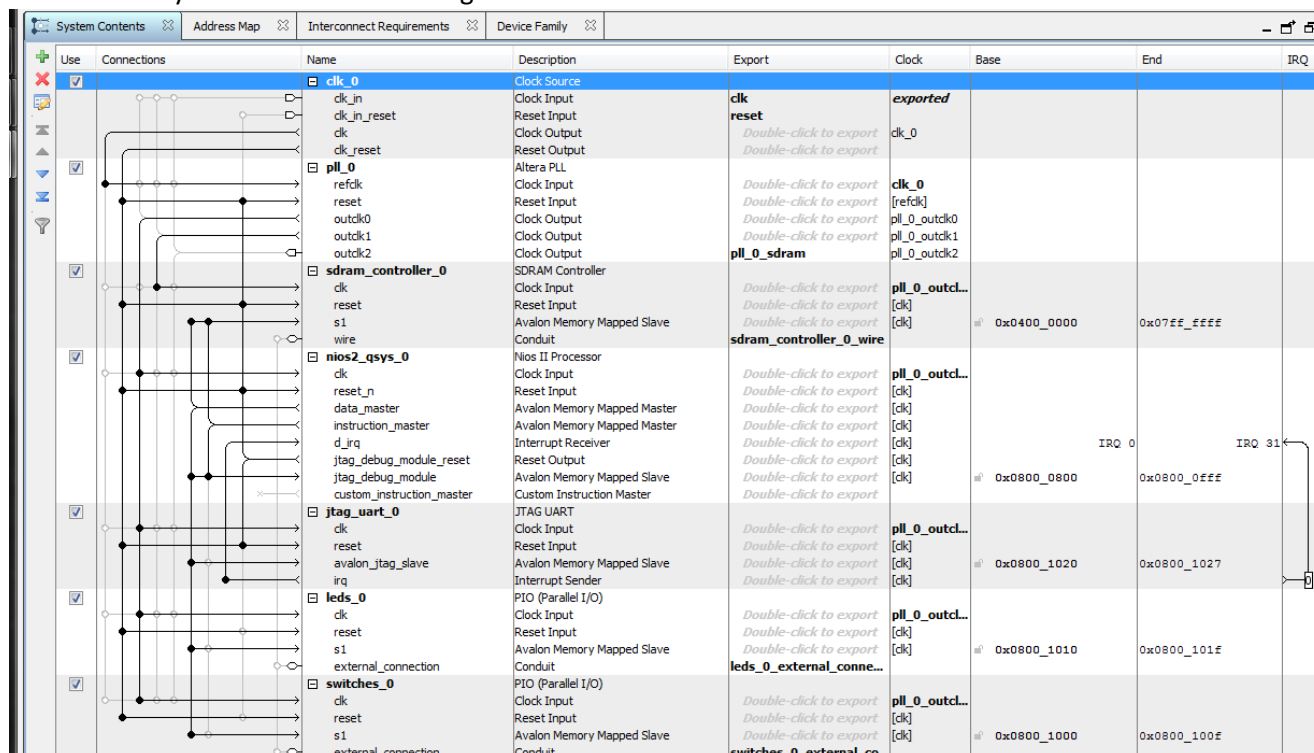 System Contents Address Map Interconnect Requirements Device Family
Use Connections Name Description Export Clock Base End IRQ
clk_0 Clock Source
clk_in Clock Input clk exported
clk_in_reset Reset Input reset
clk Clock Output Double-click to export clk_0
clk_reset Reset Output Double-click to export
pll_0 Altera PLL
refclk Clock Input Double-click to export clk_0
reset Reset Input Double-click to export [refclk]
outclk0 Clock Output Double-click to export pll_0_outclk0
outclk1 Clock Output Double-click to export pll_0_outclk1
outclk2 Clock Output pll_0_sdram pll_0_outclk2
sdram_controller_0 SDRAM Controller
clk Clock Input Double-click to export pll_0_outcl...
reset Reset Input Double-click to export [clk]
s1 Avalon Memory Mapped Slave Double-click to export [clk] 0x0400_0000 0x07ff_ffff
wire Conduit sdram_controller_0_wire
nios2_qsys_0 Nios II Processor
clk Clock Input Double-click to export pll_0_outcl...
reset_n Reset Input Double-click to export [clk]
data_master Avalon Memory Mapped Master Double-click to export [clk]
instruction_master Avalon Memory Mapped Master Double-click to export [clk]
d_irq Interrupt Receiver Double-click to export [clk] IRQ 0 IRQ 31
jtag_debug_module_reset Reset Output Double-click to export [clk]
jtag_debug_module Avalon Memory Mapped Slave Double-click to export [clk] 0x0800_0800 0x0800_0fff
custom_instruction_master Custom Instruction Master Double-click to export
jtag_uart_0 JTAG UART
clk Clock Input Double-click to export pll_0_outcl...
reset Reset Input Double-click to export [clk]
avalon_jtag_slave Avalon Memory Mapped Slave Double-click to export [clk] 0x0800_1020 0x0800_1027
irq Interrupt Sender Double-click to export [clk] 0
leds_0 PIO (Parallel I/O)
clk Clock Input Double-click to export pll_0_outcl...
reset Reset Input Double-click to export [clk]
s1 Avalon Memory Mapped Slave Double-click to export [clk] 0x0800_1010 0x0800_101f
external_connection Conduit leds_0_external_conne...
switches_0 PIO (Parallel I/O)
clk Clock Input Double-click to export pll_0_outcl...
reset Reset Input Double-click to export [clk]
s1 Avalon Memory Mapped Slave Double-click to export [clk] 0x0800_1000 0x0800_100f
external_connection Conduit switches_0_external_co